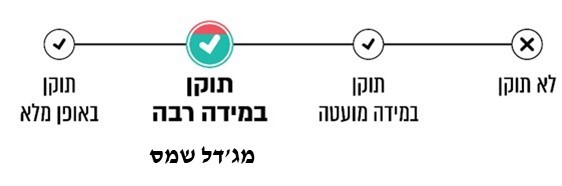 לא תוקן
תוקן
במידה מועטה
תוקן
במידה רבה
תוקן
באופן מלא
מג'דל שמס